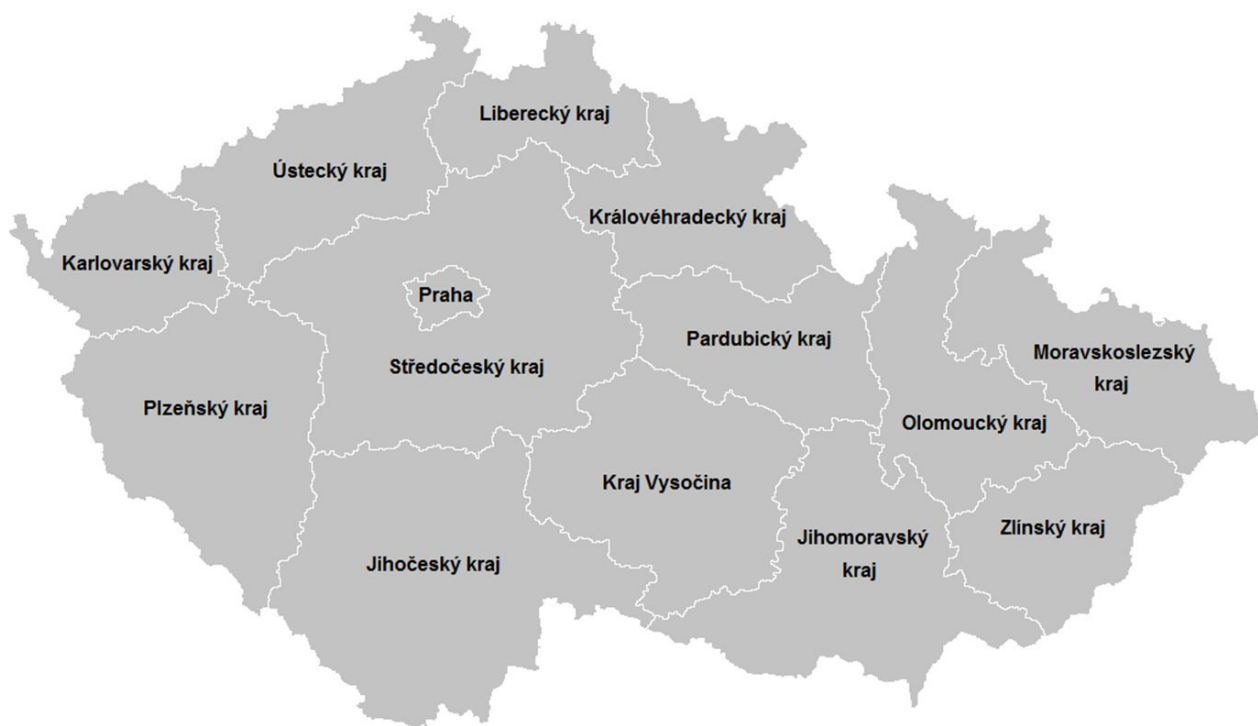 Liberecký kraj
Ústecký kraj
Královéhradecký kraj
Karlovarský kraj
Praha
Pardubický kraj
Moravskoslezský
kraj
Středočeský kraj
Plzeňský kraj
Olomoucký kraj
Kraj Vysočina
Zlínský kraj
Jihomoravský
kraj
Jihočeský kraj